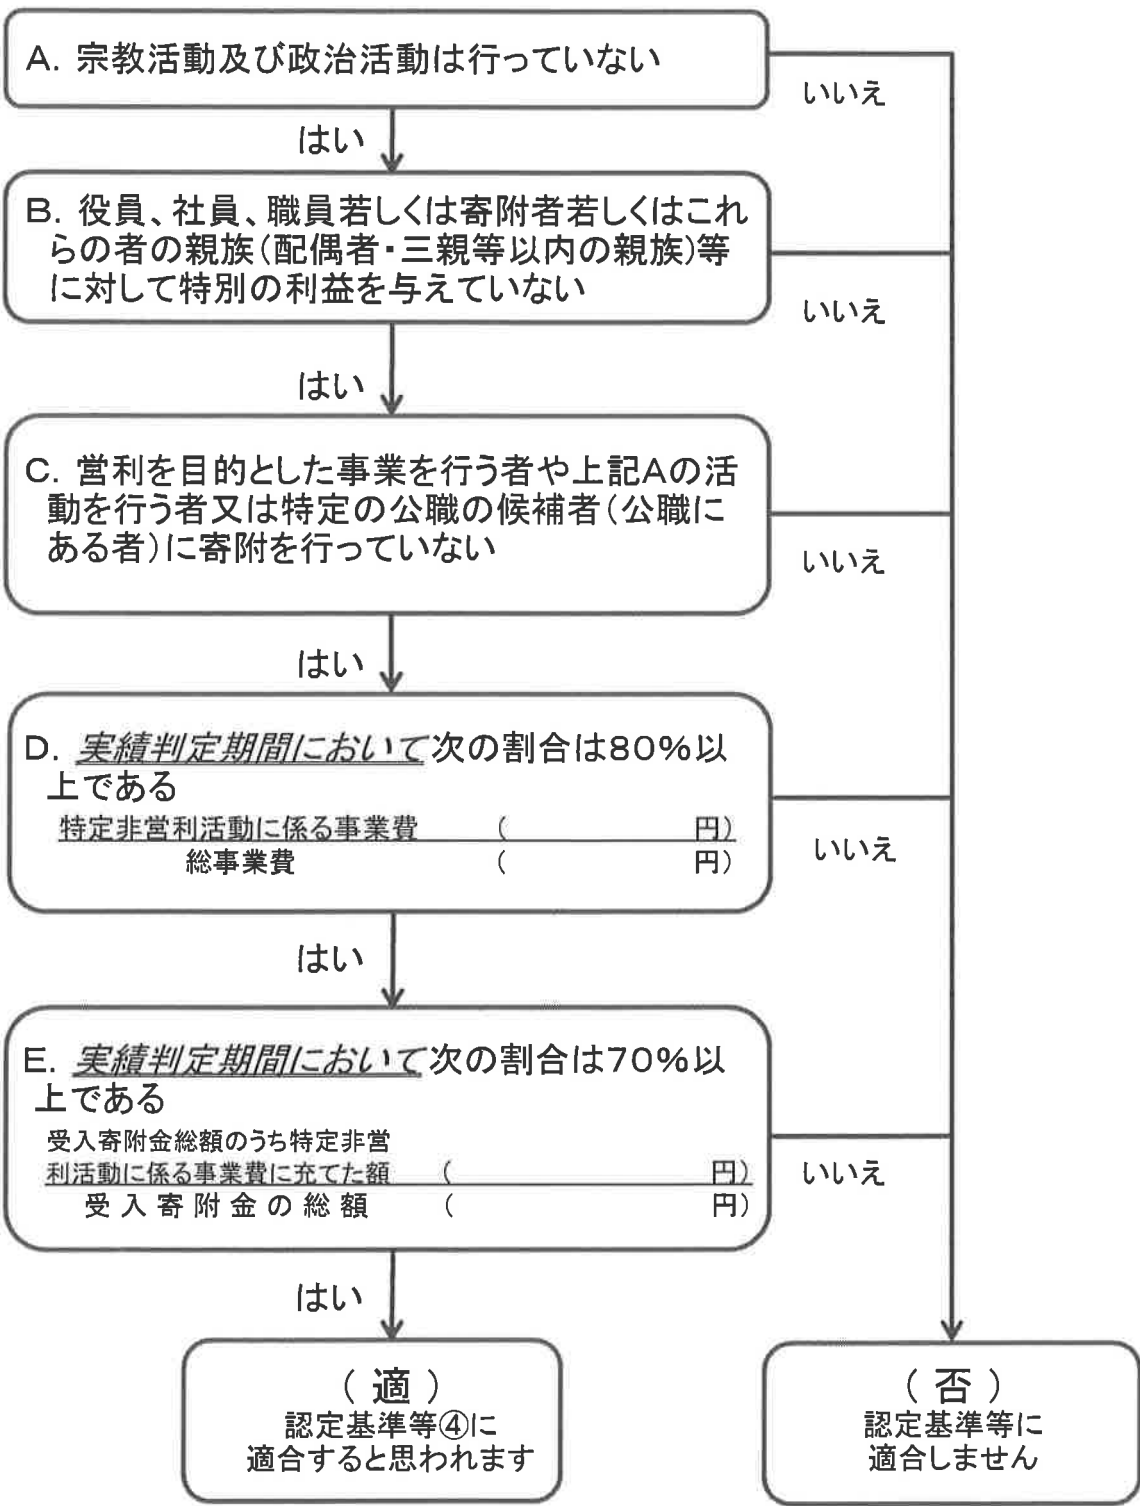 A. 宗教活動及び政治活動は行っていない
いいえ
はい
B. 役員、社員、職員若しくは寄附者若しくはこれ
らの者の親族(配偶者・三親等以内の親族)等
に対して特別の利益を与えていない
いいえ
はい
C. 営利を目的とした事業を行う者や上記Aの活
動を行う者又は特定の公職の候補者(公職に
ある者)に寄附を行っていない
いいえ
はい
D. 実績判定期間において次の割合は80%以
上である
特定非営利活動に係る事業費 ( 円)
総事業費 ( 円)
いいえ
はい
E. 実績判定期間において次の割合は70%以
上である
受入寄附金総額のうち特定非営
利活動に係る事業費に充てた額 ( 円)
受入寄附金の総額 ( 円)
いいえ
はい
(適)
認定基準等④に
適合すると思われます
(否)
認定基準等に
適合しません